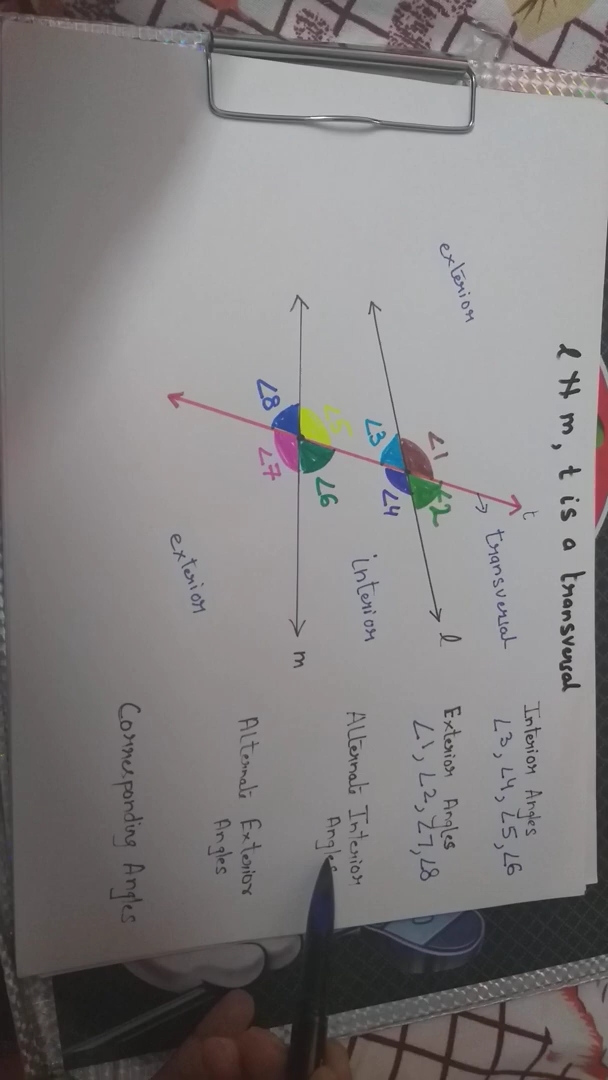 l ∦ m, t is a transversal
t
transversal
exterior
∠1
∠2
l
∠3
∠4
interior
∠5
∠6
m
∠8
∠7
exterior
Interior Angles
∠3, ∠4, ∠5, ∠6
Exterior Angles
∠1, ∠2, ∠7, ∠8
Alternate Interior
Angles
Alternate Exterior
Angles
Corresponding Angles